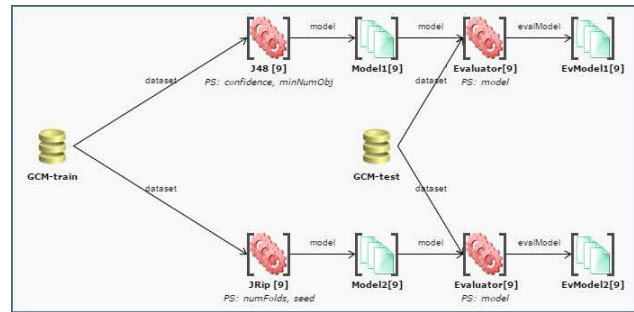 model
model
evalModel
J48 [9]
Model1[9]
Evaluator[9]
EvModel1[9]
PS: confidence, minNumObj
PS: model
dataset
dataset
GCM-train
GCM-test
dataset
dataset
model
model
evalModel
JRip [9]
Model2[9]
Evaluator[9]
EvModel2[9]
PS: numFolds, seed
PS: model